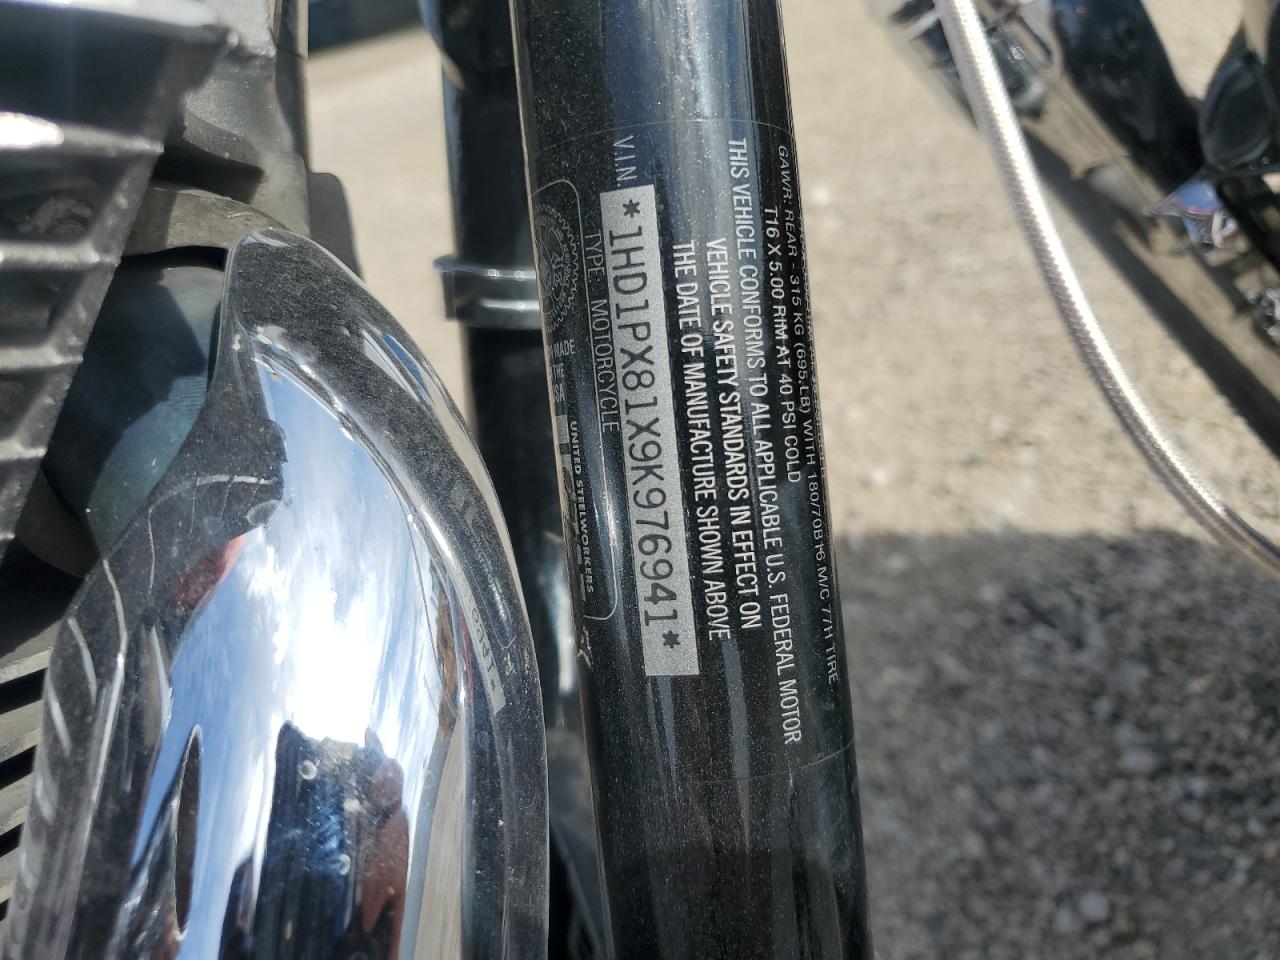 GAWR: REAR - 315 KG (695.LB) WITH 180/70B16.M/C 77H TIRE,
T16 X 5.00 RIM AT 40 PSI COLD
THIS VEHICLE CONFORMS TO ALL APPLICABLE U.S. FEDERAL MOTOR
VEHICLE SAFETY STANDARDS IN EFFECT ON
THE DATE OF MANUFACTURE SHOWN ABOVE
V.I.N.
*1HD1PX81X9K976941*
TYPE: MOTORCYCLE
MADE
THE
UNITED STEELWORKERS